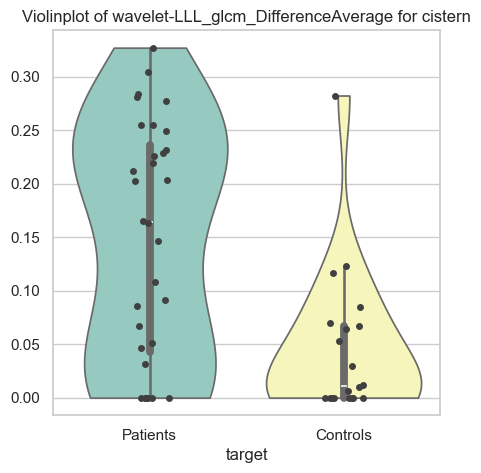 Violinplot of wavelet-LLL_glcm_DifferenceAverage for cistern
0.30
0.25
0.20
0.15
0.10
0.05
0.00
Patients
Controls
target